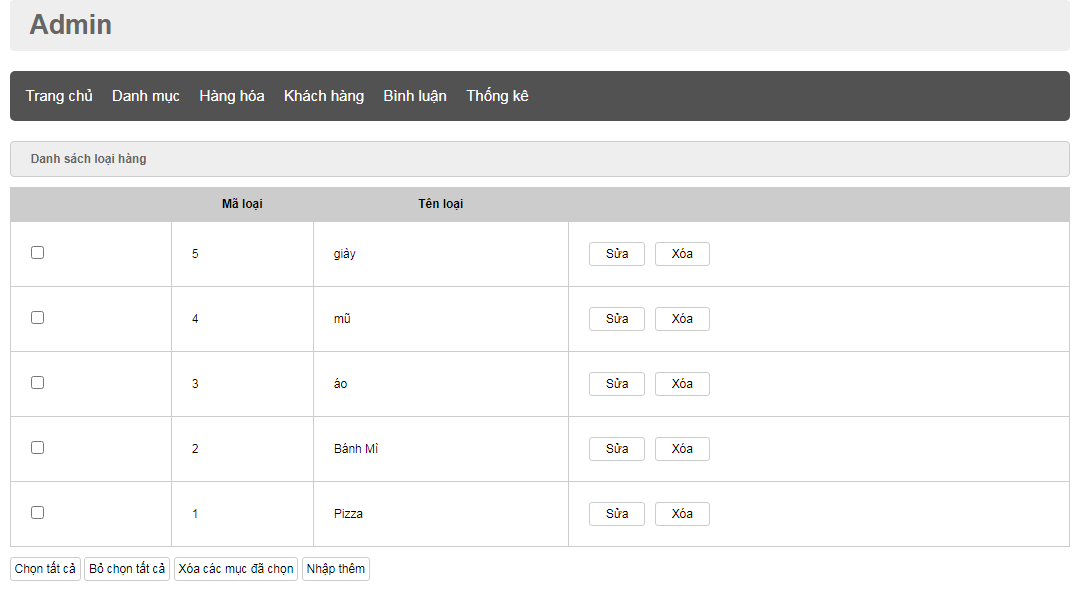 Admin
Trang chủ Danh mục Hàng hóa Khách hàng Bình luận Thống kê
Danh sách loại hàng
Mã loại Tên loại
5 giày Sửa Xóa
4 mũ Sửa Xóa
3 áo Sửa Xóa
2 Bánh Mì Sửa Xóa
1 Pizza Sửa Xóa
Chọn tất cả Bỏ chọn tất cả Xóa các mục đã chọn Nhập thêm